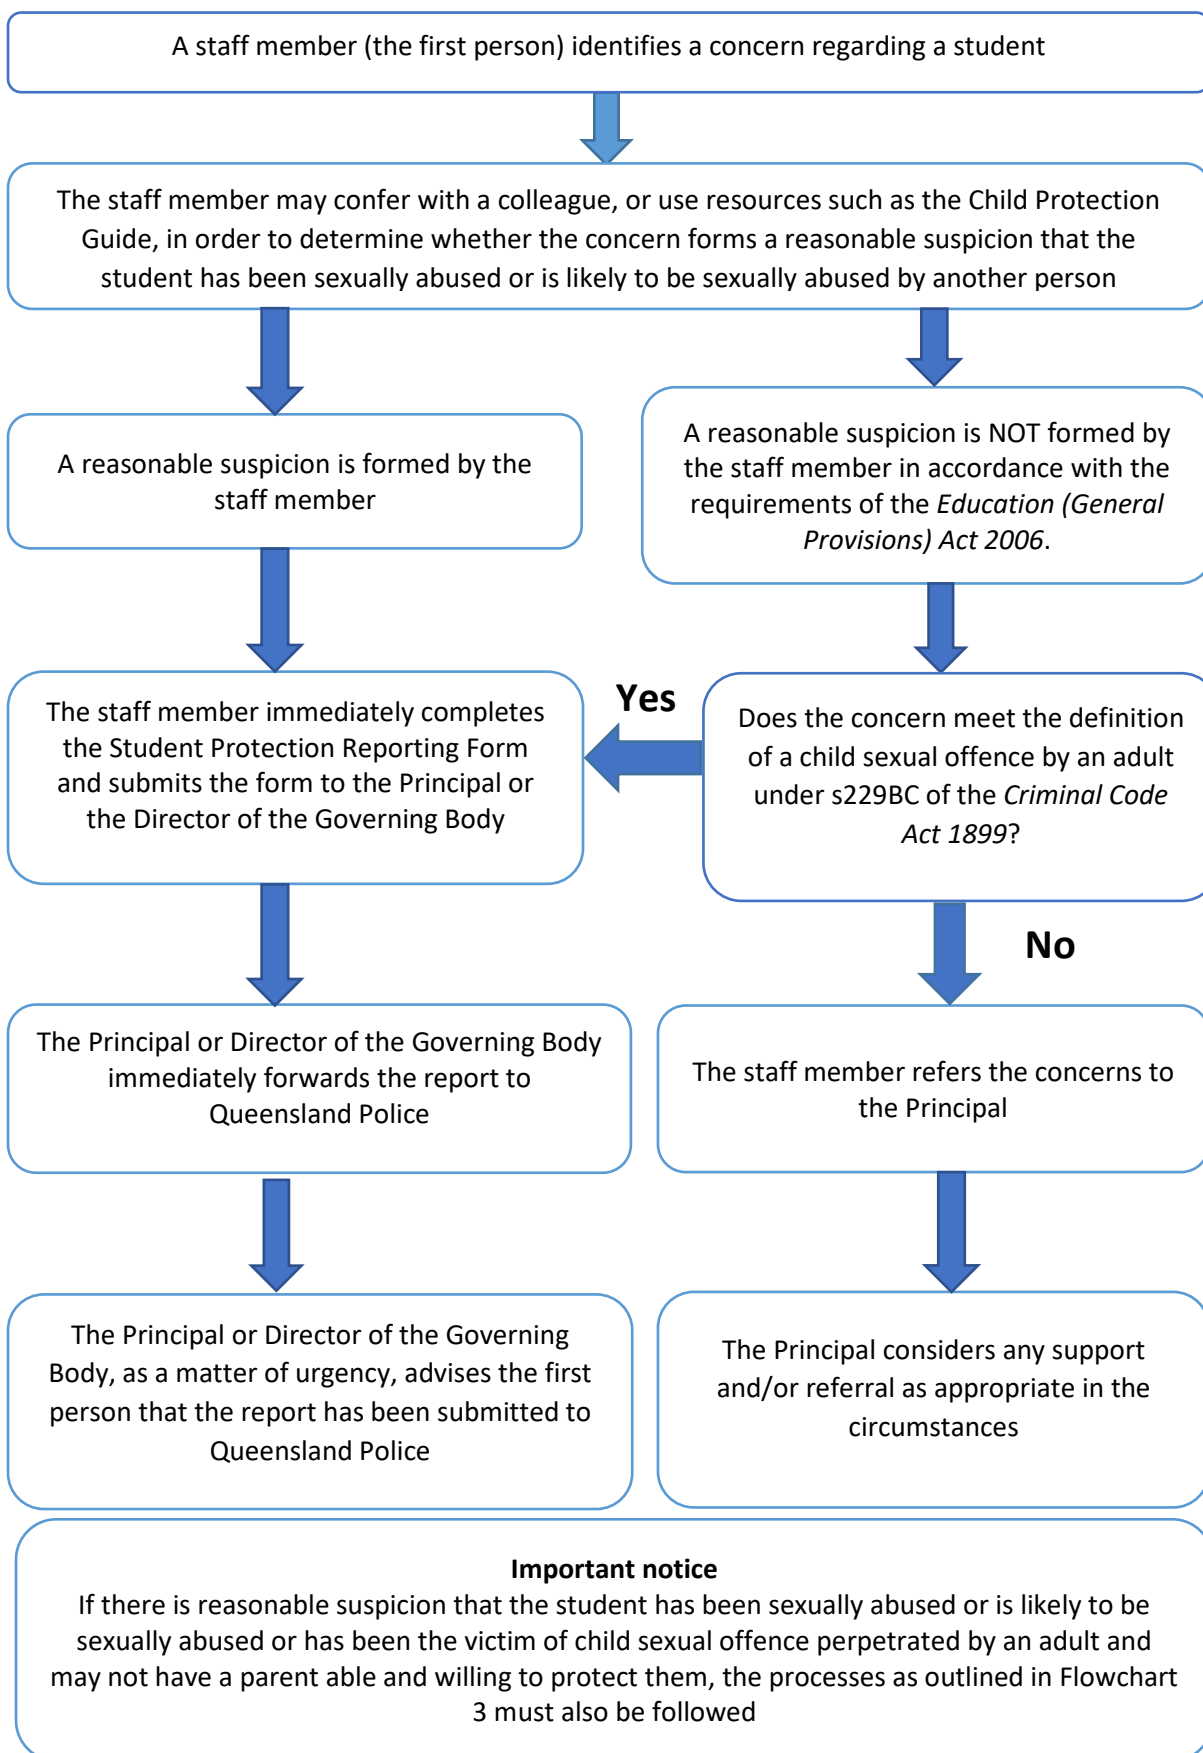 A staff member (the first person) identifies a concern regarding a student
The staff member may confer with a colleague, or use resources such as the Child Protection
Guide, in order to determine whether the concern forms a reasonable suspicion that the
student has been sexually abused or is likely to be sexually abused by another person
A reasonable suspicion is formed by the
staff member
A reasonable suspicion is NOT formed by
the staff member in accordance with the
requirements of the Education (General
Provisions) Act 2006.
The staff member immediately completes
the Student Protection Reporting Form
and submits the form to the Principal or
the Director of the Governing Body
Yes
Does the concern meet the definition
of a child sexual offence by an adult
under s229BC of the Criminal Code
Act 1899?
No
The Principal or Director of the Governing Body
immediately forwards the report to
Queensland Police
The staff member refers the concerns to
the Principal
The Principal or Director of the Governing
Body, as a matter of urgency, advises the first
person that the report has been submitted to
Queensland Police
The Principal considers any support
and/or referral as appropriate in the
circumstances
Important notice
If there is reasonable suspicion that the student has been sexually abused or is likely to be
sexually abused or has been the victim of child sexual offence perpetrated by an adult and
may not have a parent able and willing to protect them, the processes as outlined in Flowchart
3 must also be followed